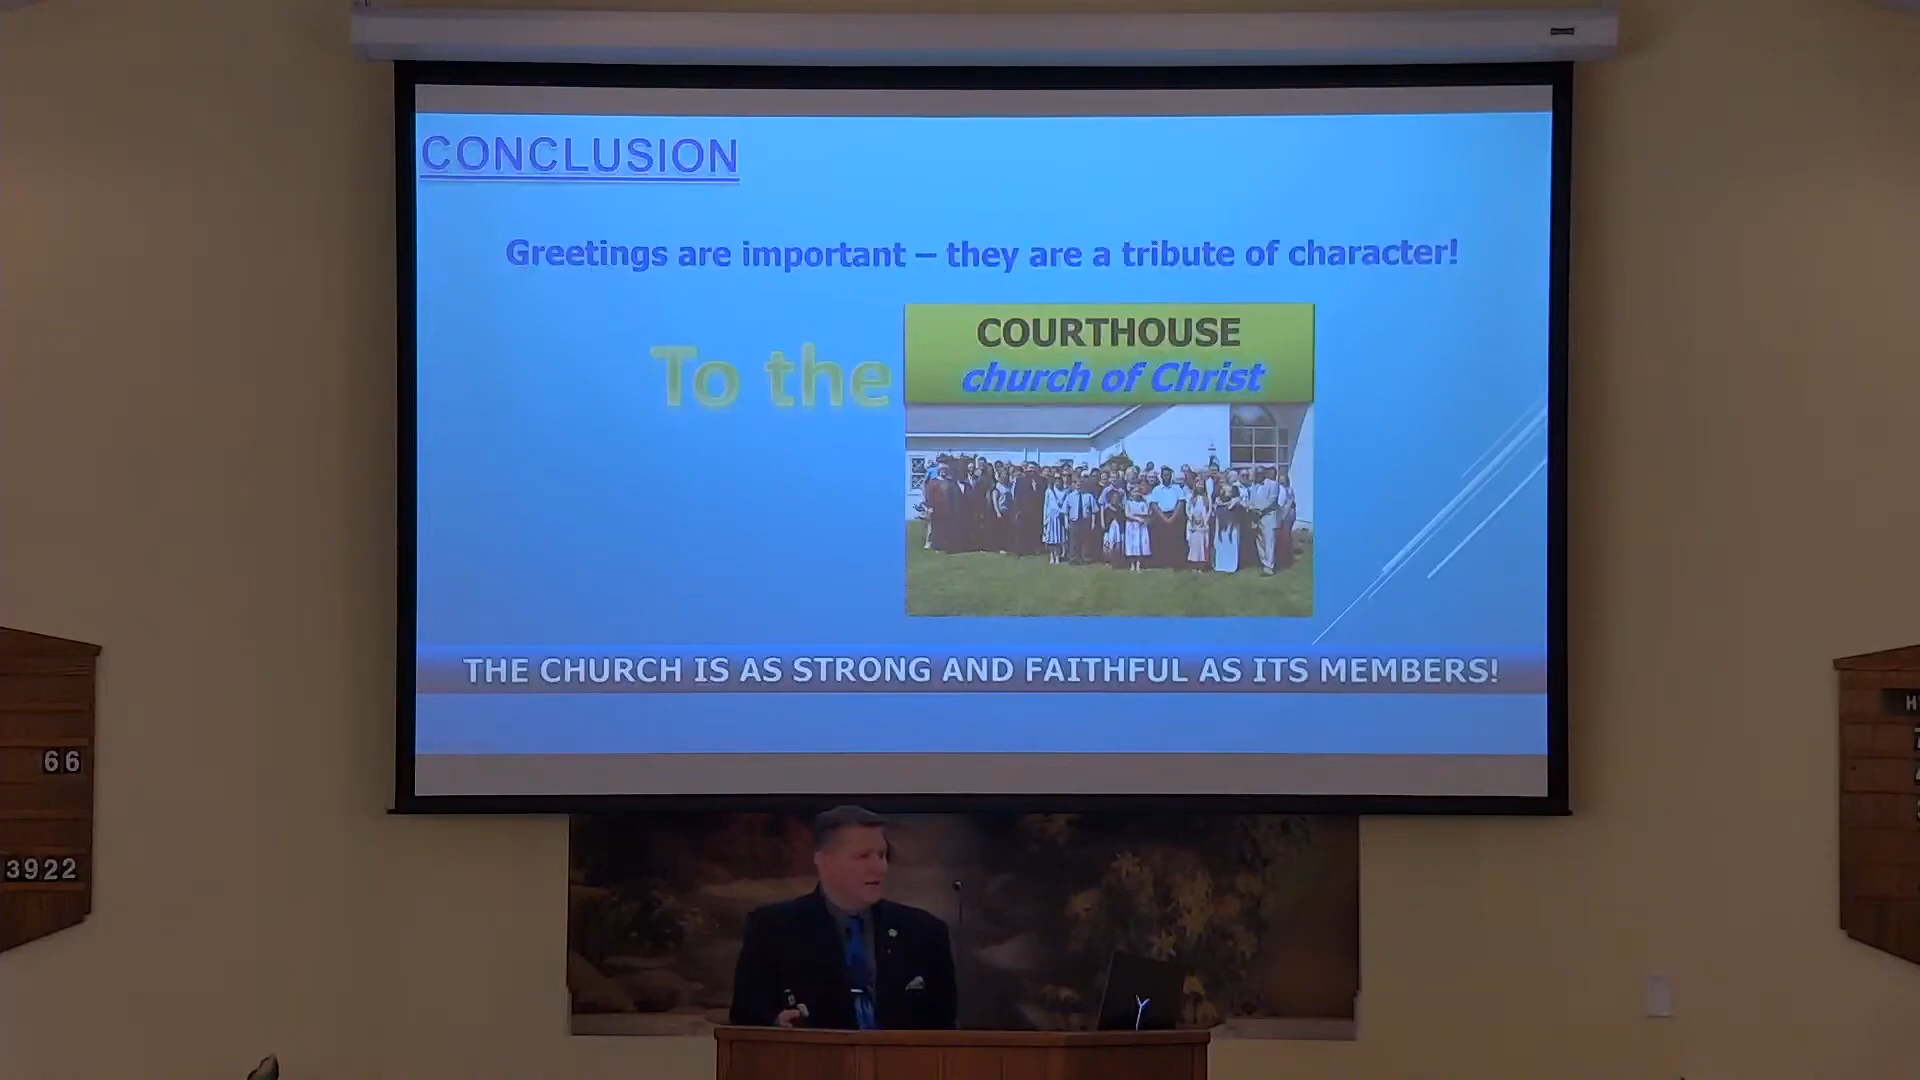 CONCLUSION
Greetings are important – they are a tribute of character!
To the
COURTHOUSE
church of Christ
THE CHURCH IS AS STRONG AND FAITHFUL AS ITS MEMBERS!
66
3922